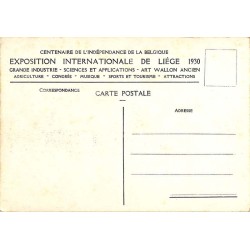 CENTENAIRE DE L'INDÉPENDANCE DE LA BELGIQUE
EXPOSITION INTERNATIONALE DE LIÉGE 1930
GRANDE INDUSTRIE - SCIENCES ET APPLICATIONS - ART WALLON ANCIEN
AGRICULTURE * CONGRÈS * MUSIQUE * SPORTS ET TOURISME * ATTRACTIONS
CORRESPONDANCE
CARTE POSTALE
ADRESSE